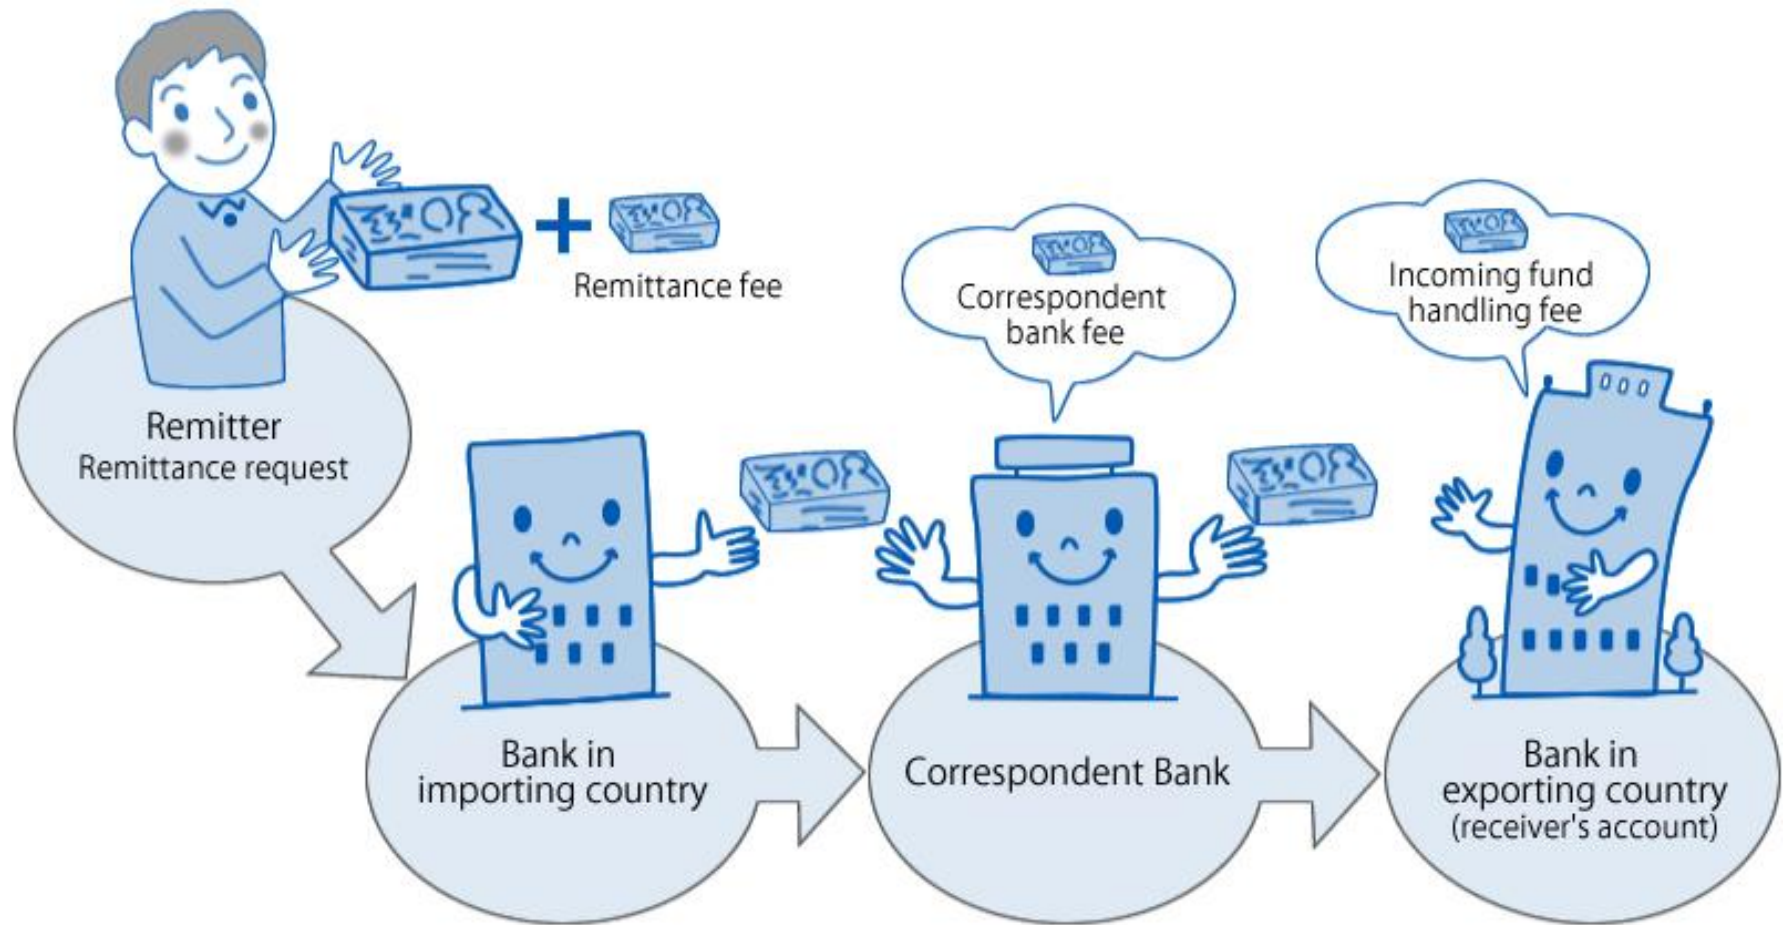 Remittance fee
Correspondent
bank fee
Incoming fund
handling fee
Remitter
Remittance request
Bank in
importing country
Correspondent Bank
Bank in
exporting country
(receiver's account)